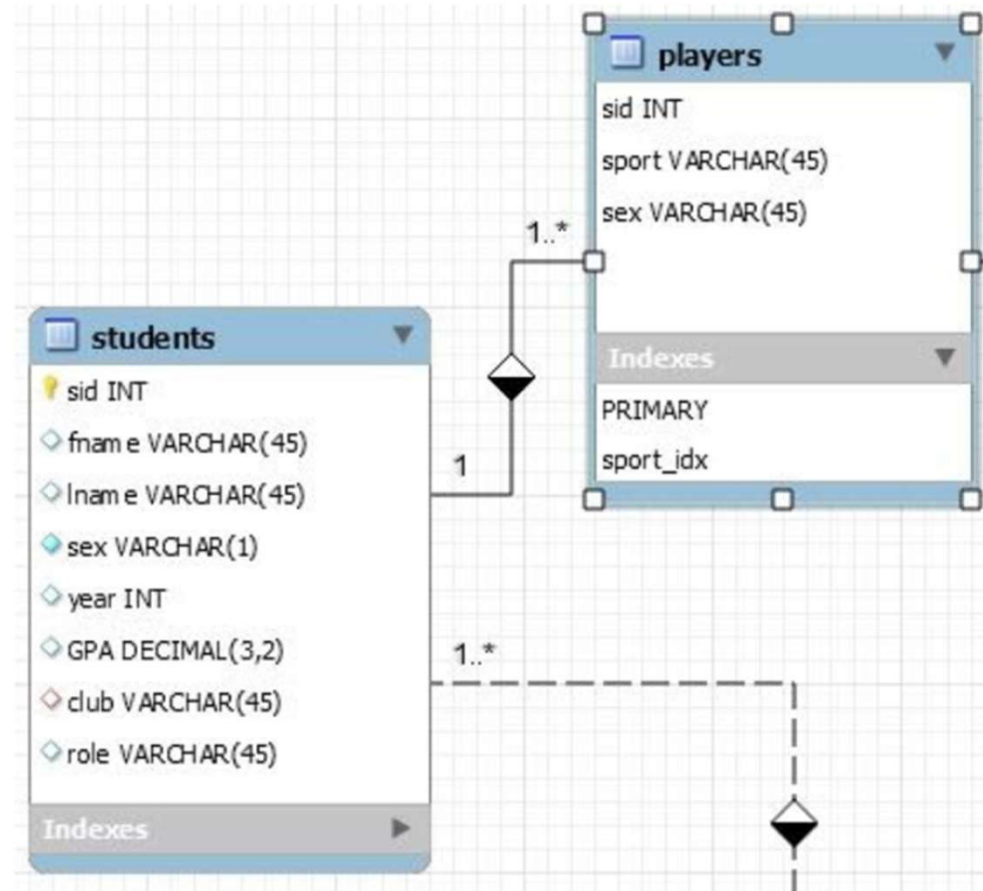 players
sid INT
sport VARCHAR(45)
sex VARCHAR(45)
1..*
Indexes
PRIMARY
sport_idx
students
sid INT
fname VARCHAR(45)
lname VARCHAR(45)
sex VARCHAR(1)
year INT
GPA DECIMAL(3,2)
club VARCHAR(45)
role VARCHAR(45)
Indexes
1
1..*